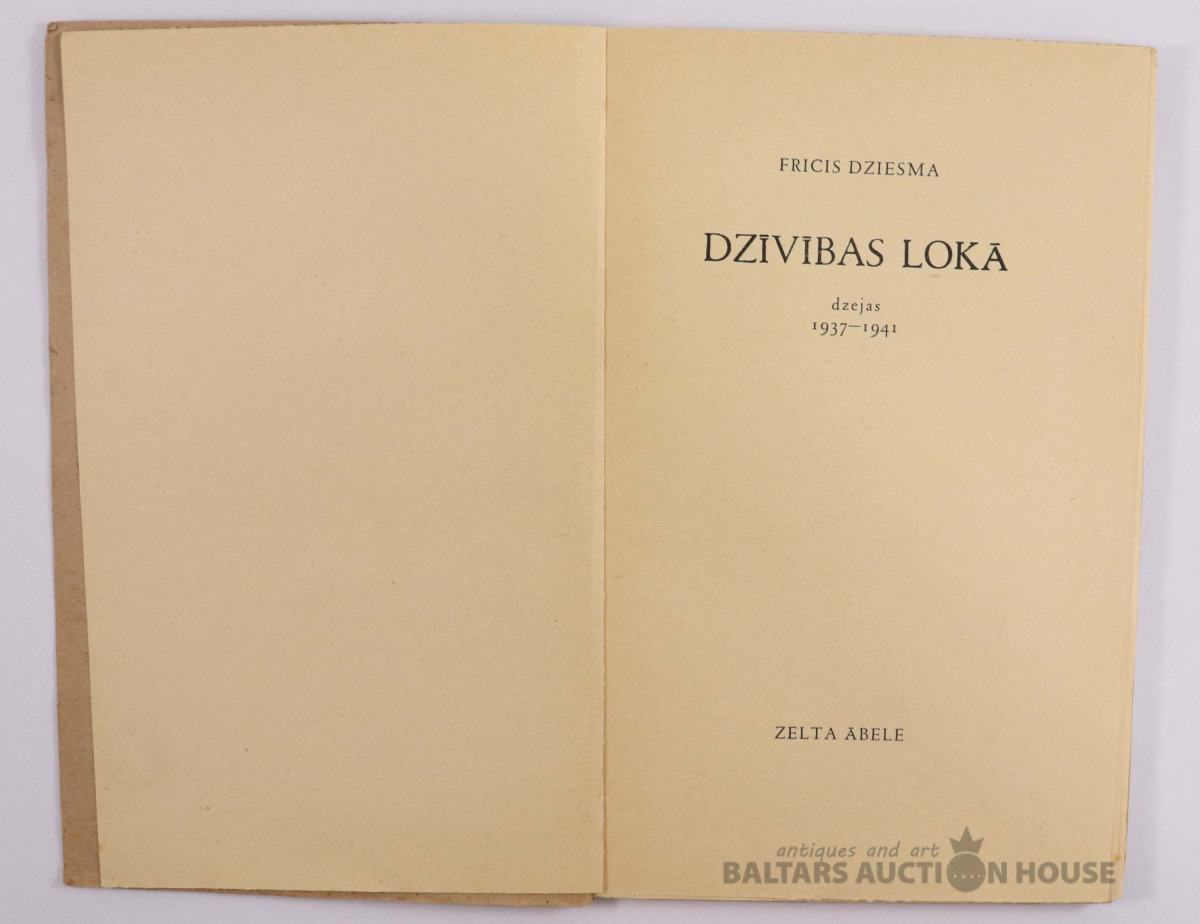 FRICIS DZIESMA
DZĪVĪBAS LOKĀ
dzejas
1937—1941
ZELTA ĀBELE
antiques and art
BALTARS AUCTION HOUSE